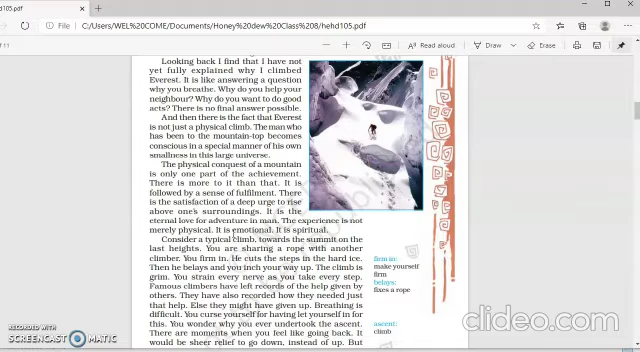 d105.pdf
File
C:/Users/WEL%20COME/Documents/Honey%20dew%20Class%208/hehd105.pdf
of 11
Read aloud
Draw
Erase
Looking back I find that I have not
yet fully explained why I climbed
Everest. It is like answering a question
why you breathe. Why do you help your
neighbour? Why do you want to do good
acts? There is no final answer possible.
And then there is the fact that Everest
is not just a physical climb. The man who
has been to the mountain-top becomes
conscious in a special manner of his own
smallness in this large universe.
The physical conquest of a mountain
is only one part of the achievement.
There is more to it than that. It is
followed by a sense of fulfilment. There
is the satisfaction of a deep urge to rise
above one's surroundings. It is the
eternal love for adventure in man. The experience is not
merely physical. It is emotional. It is spiritual.
Consider a typical climb, towards the summit on the
last heights. You are sharing a rope with another
climber. You firm in. He cuts the steps in the hard ice.
Then he belays and you inch your way up. The climb is
grim. You strain every nerve as you take every step.
Famous climbers have left records of the help given by
others. They have also recorded how they needed just
that help. Else they might have given up. Breathing is
difficult. You curse yourself for having let yourself in for
this. You wonder why you ever undertook the ascent.
There are moments when you feel like going back. It
would be sheer relief to go down, instead of up. But
firm in:
make yourself
firm
belays:
fixes a rope
ascent:
climb
RECORDED WITH
SCREENCAST MATIC
clideo.com